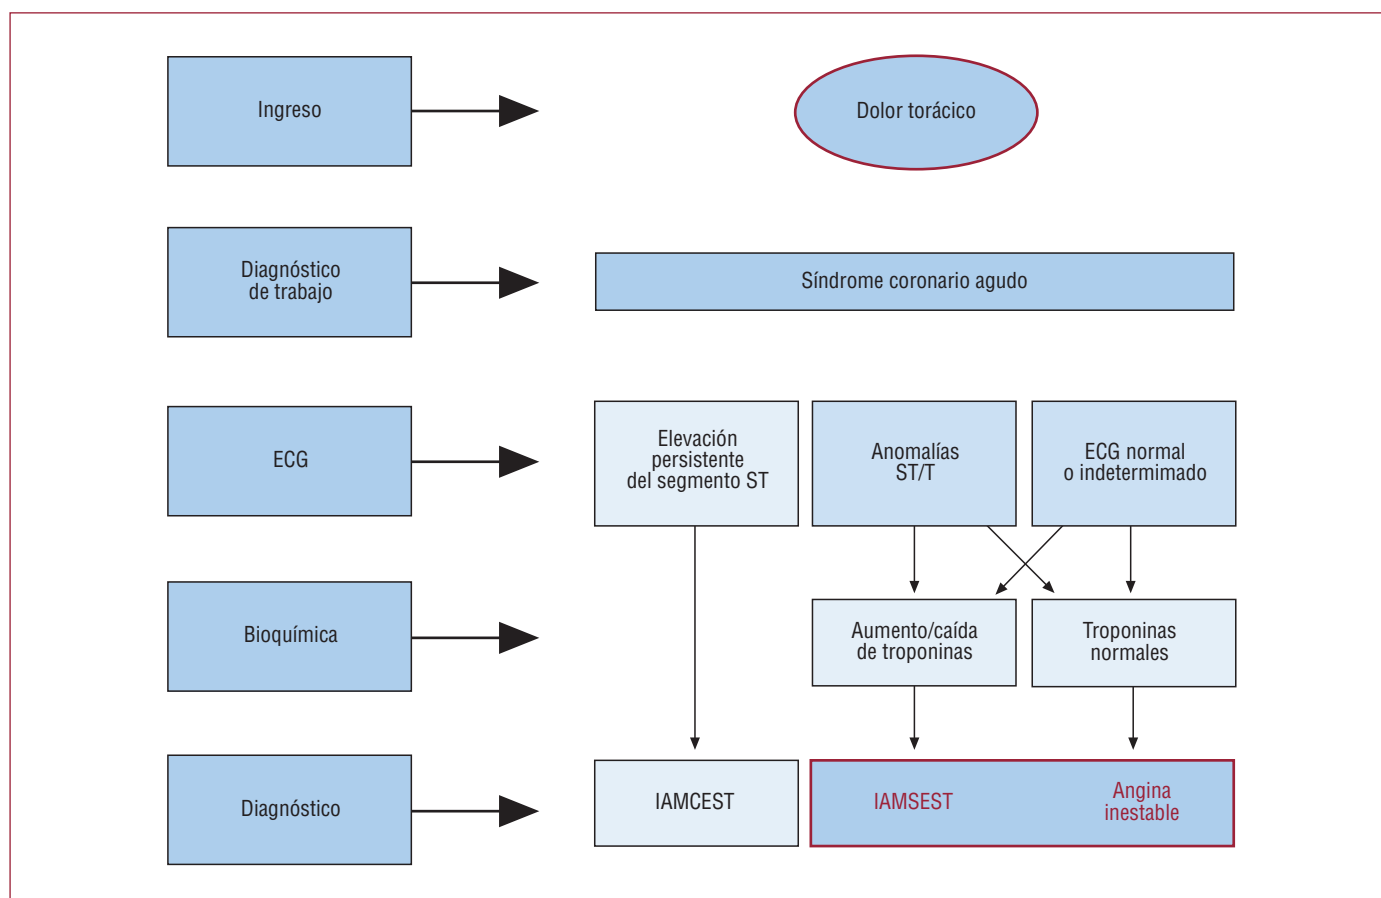 Ingreso
Dolor torácico
Diagnóstico
de trabajo
Síndrome coronario agudo
ECG
Elevación
persistente
del segmento ST
Anomalías
ST/T
ECG normal
o indetermimado
Bioquímica
Aumento/caída
de troponinas
Troponinas
normales
Diagnóstico
IAMCEST
IAMSEST
Angina
inestable